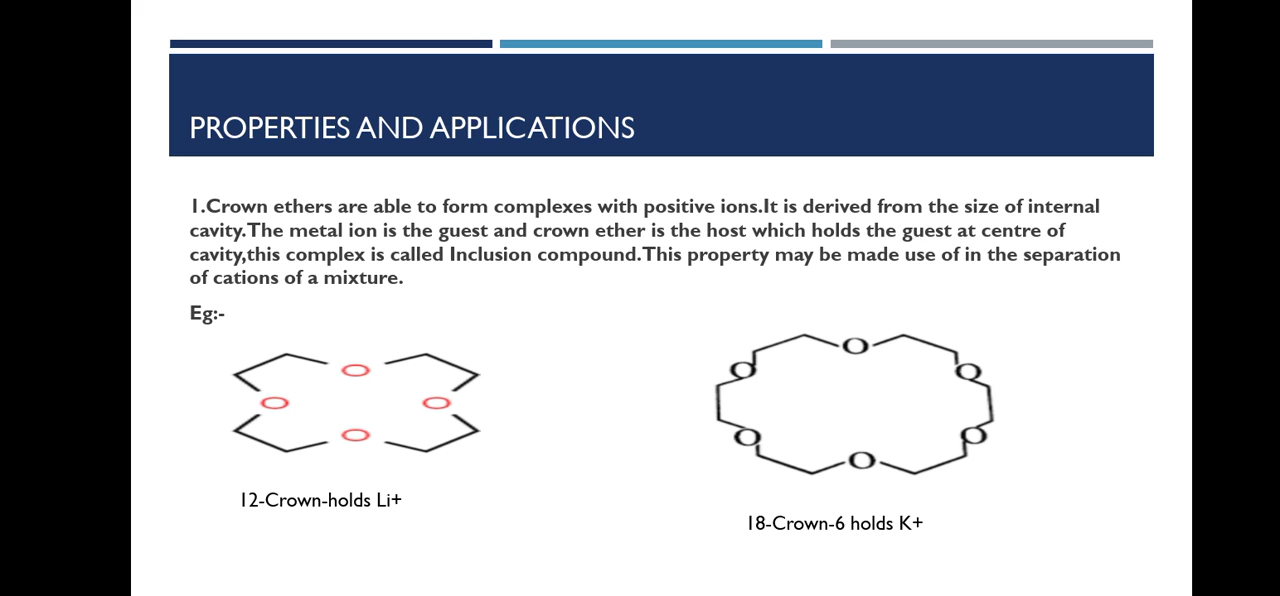 PROPERTIES AND APPLICATIONS
1.Crown ethers are able to form complexes with positive ions.It is derived from the size of internal
cavity.The metal ion is the guest and crown ether is the host which holds the guest at centre of
cavity,this complex is called Inclusion compound.This property may be made use of in the separation
of cations of a mixture.
Eg:-
O
O O
O
O
O O
O O
O
12-Crown-holds Li+
18-Crown-6 holds K+